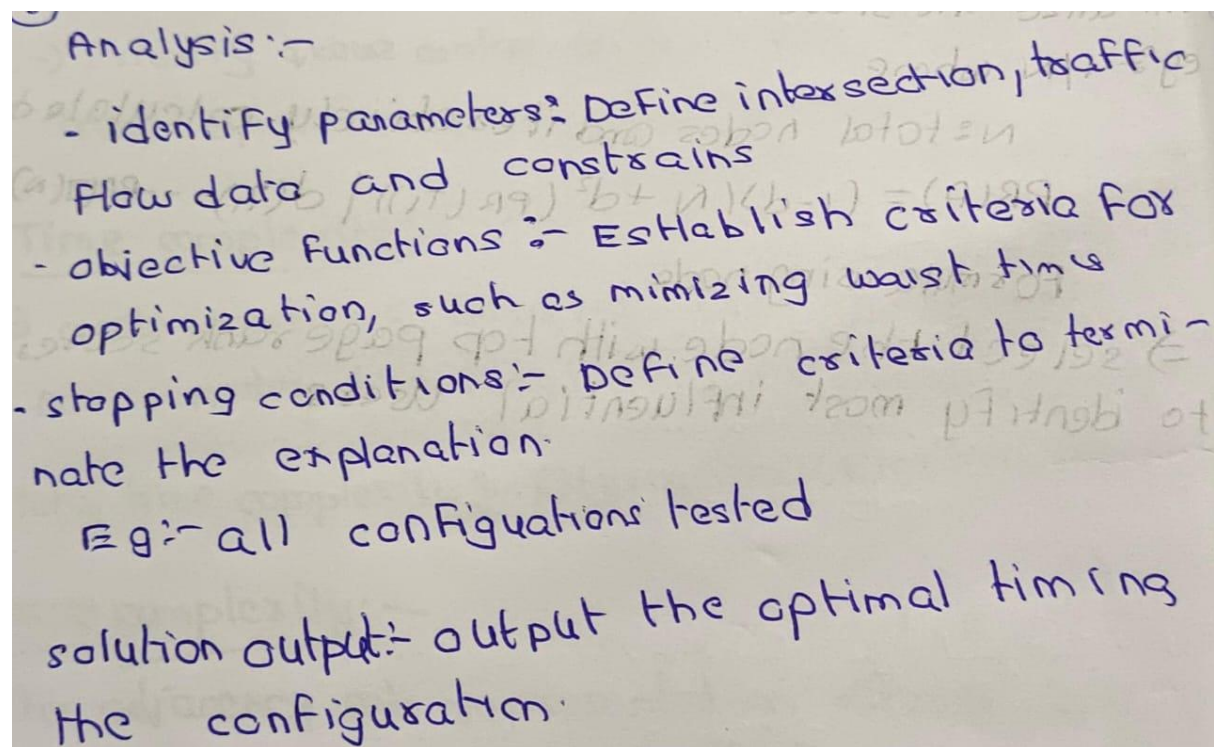 Analysis :-
- identify parameters:- Define intersection, traffic
flow data and constrains
- objective functions :- Establish criteria for
optimization, such as mimizing waist time
- stopping conditions:- Define criteria to termi-
nate the explanation.
Eg:- all configuations tested
solution output:- output the optimal timing
the configuration.